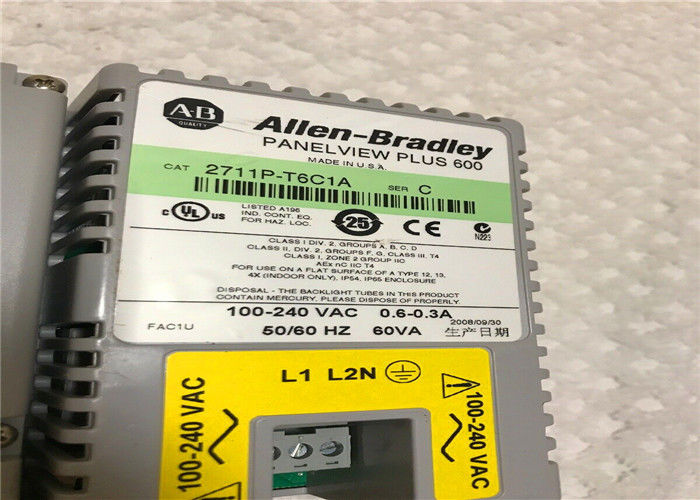 A-B
QUALITY
Allen-Bradley
PANELVIEW PLUS 600
MADE IN U.S.A.
CAT 2711P-T6C1A SER C
c UL US
LISTED A196
IND. CONT. EQ.
FOR HAZ. LOC.
25
N223
CLASS I DIV. 2, GROUPS A, B, C, D
CLASS II, DIV. 2, GROUPS F, G, CLASS III, T4
CLASS I, ZONE 2 GROUP IIC
AEx nC IIC T4
FOR USE ON A FLAT SURFACE OF A TYPE 12, 13,
4X (INDOOR ONLY), IP54, IP65 ENCLOSURE
DISPOSAL - THE BACKLIGHT TUBES IN THIS PRODUCT
CONTAIN MERCURY. PLEASE DISPOSE OF PROPERLY.
100-240 VAC 0.6-0.3A
50/60 HZ 60VA
FAC1U
2008/09/30
生产日期
L1 L2N
100-240 VAC
100-240 VAC